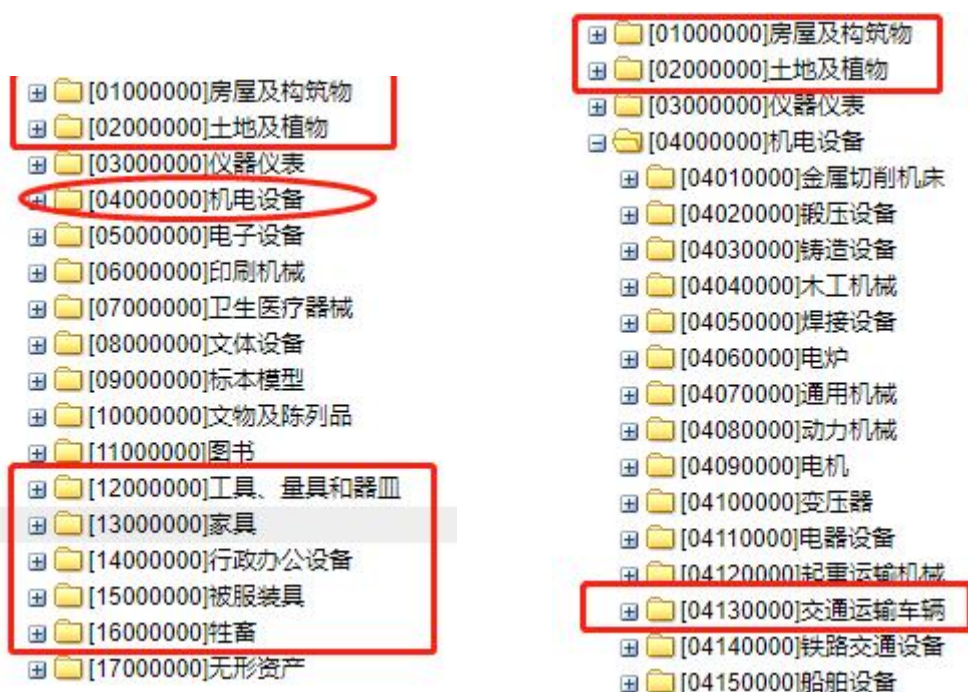 [01000000]房屋及构筑物
[02000000]土地及植物
[03000000]仪器仪表
[04000000]机电设备
[05000000]电子设备
[06000000]印刷机械
[07000000]卫生医疗器械
[08000000]文体设备
[09000000]标本模型
[10000000]文物及陈列品
[11000000]图书
[12000000]工具、量具和器皿
[13000000]家具
[14000000]行政办公设备
[15000000]被服装具
[16000000]牲畜
[17000000]无形资产
[01000000]房屋及构筑物
[02000000]土地及植物
[03000000]仪器仪表
[04000000]机电设备
[04010000]金属切削机床
[04020000]锻压设备
[04030000]铸造设备
[04040000]木工机械
[04050000]焊接设备
[04060000]电炉
[04070000]通用机械
[04080000]动力机械
[04090000]电机
[04100000]变压器
[04110000]电器设备
[04120000]起重运输机械
[04130000]交通运输车辆
[04140000]铁路交通设备
[04150000]船舶设备